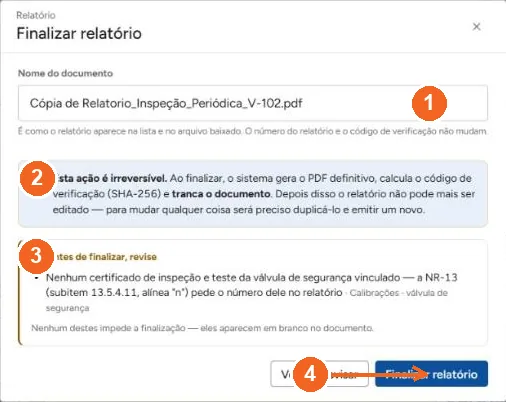 Relatório
Finalizar relatório
×
Nome do documento
Cópia de Relatorio_Inspeção_Periódica_V-102.pdf
1
É como o relatório aparece na lista e no arquivo baixado. O número do relatório e o código de verificação não mudam
2
sta ação é irreversível. Ao finalizar, o sistema gera o PDF definitivo, calcula o código de
verificação (SHA-256) e tranca o documento. Depois disso o relatório não pode mais ser
editado — para mudar qualquer coisa será preciso duplicá-lo e emitir um novo.
3
ntes de finalizar, revise
• Nenhum certificado de inspeção e teste da válvula de segurança vinculado — a NR-13
(subitem 13.5.4.11, alínea "n") pede o número dele no relatório · Calibrações · válvula de
segurança
Nenhum destes impede a finalização — eles aparecem em branco no documento.
4
Finalizar relatório